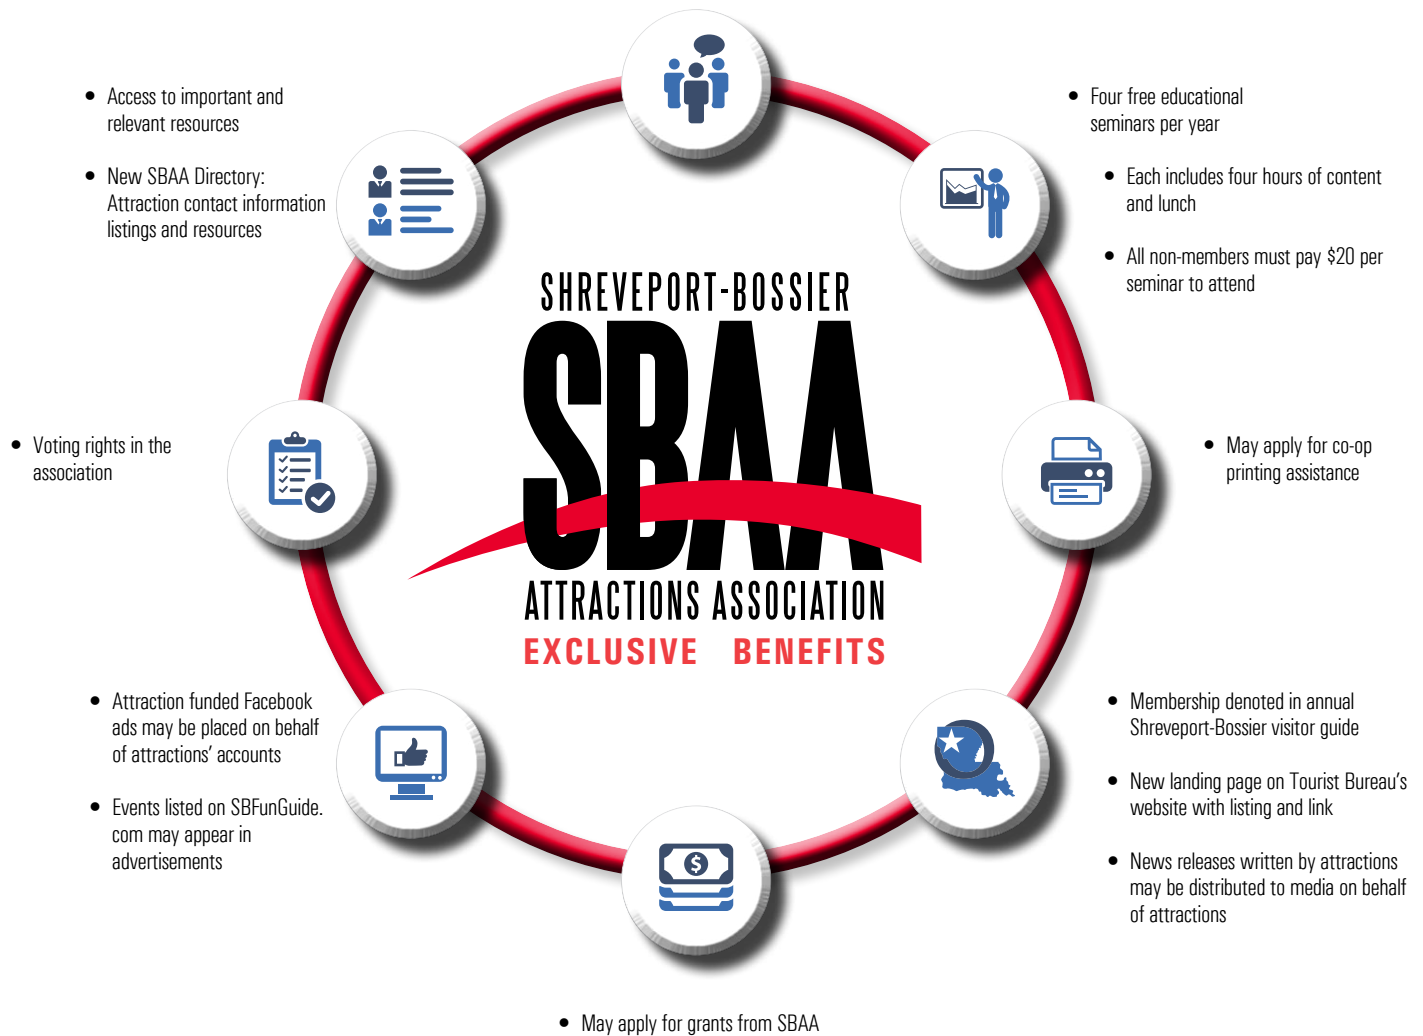 • Access to important and
relevant resources
• New SBAA Directory:
Attraction contact information
listings and resources
• Four free educational
seminars per year
• Each includes four hours of content
and lunch
• All non-members must pay $20 per
seminar to attend
SHREVEPORT-BOSSIER
SBAA
ATTRACTIONS ASSOCIATION
EXCLUSIVE BENEFITS
• Voting rights in the
association
• May apply for co-op
printing assistance
• Attraction funded Facebook
ads may be placed on behalf
of attractions' accounts
• Events listed on SBFunGuide.
com may appear in
advertisements
• Membership denoted in annual
Shreveport-Bossier visitor guide
• New landing page on Tourist Bureau's
website with listing and link
• News releases written by attractions
may be distributed to media on behalf
of attractions
$
• May apply for grants from SBAA